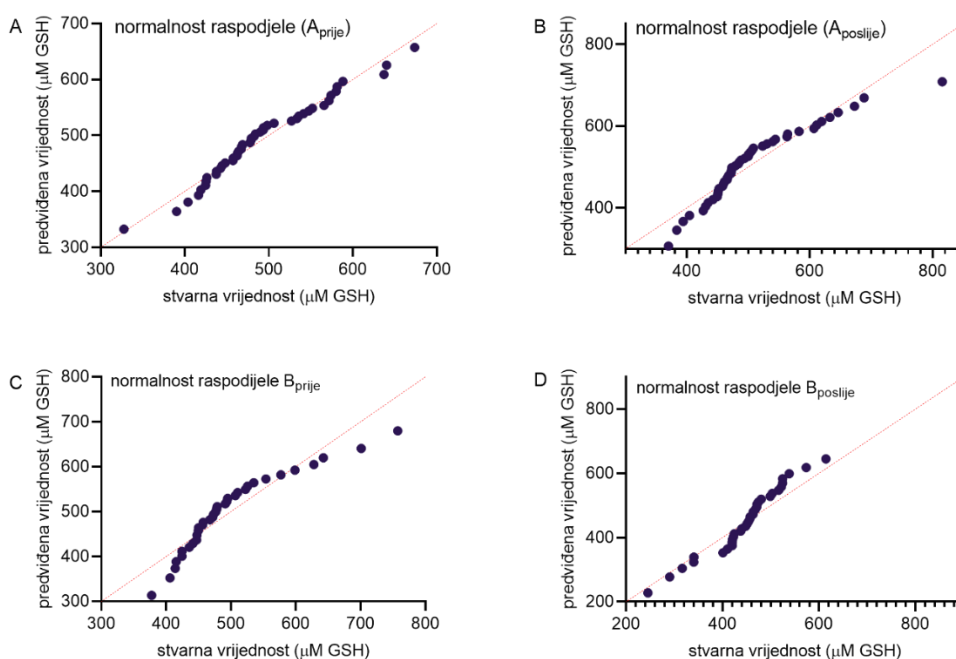 A
normalnost raspodjele (Aprije)
predviđena vrijednost (μM GSH)
700
600
500
400
300
300 400 500 600 700
stvarna vrijednost (μM GSH)
B
normalnost raspodjele (Aposlije)
predviđena vrijednost (μM GSH)
800
600
400
400 600 800
stvarna vrijednost (μM GSH)
C
normalnost raspodijele Bprije
predviđena vrijednost (μM GSH)
800
700
600
500
400
300
300 400 500 600 700 800
stvarna vrijednost (μM GSH)
D
normalnost raspodjele Bposlije
predviđena vrijednost (μM GSH)
800
600
400
200
200 400 600 800
stvarna vrijednost (μM GSH)